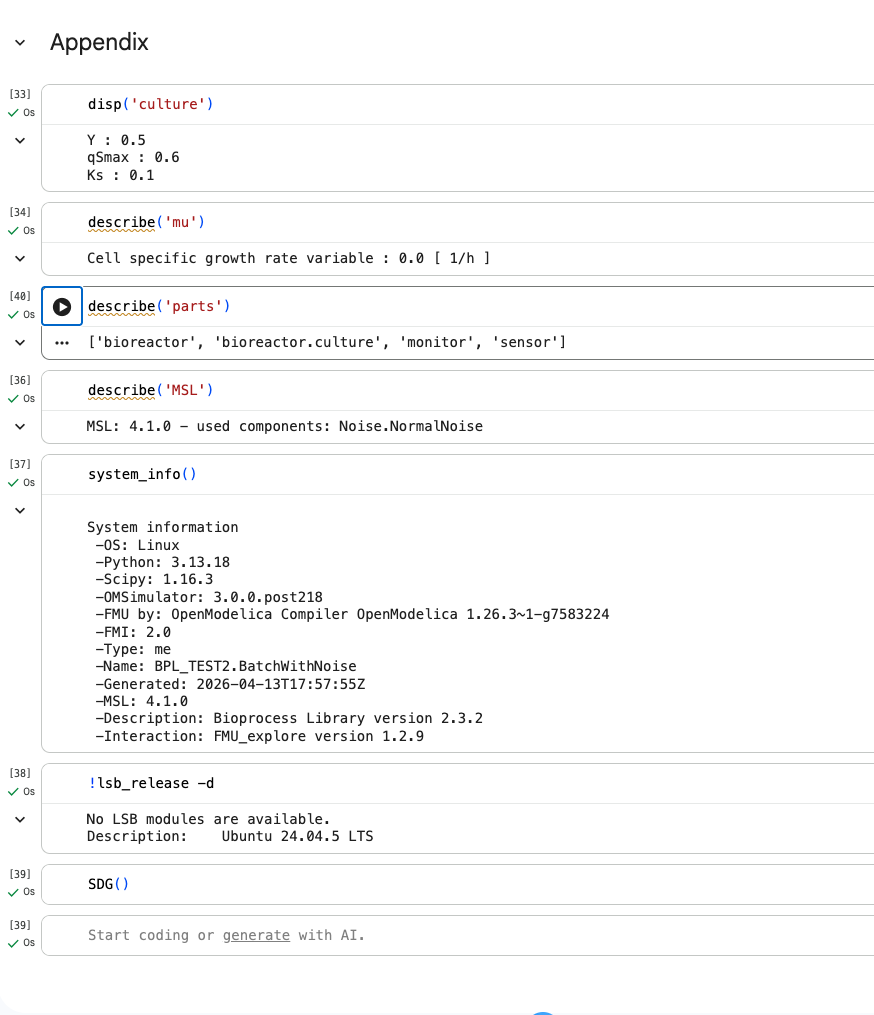 Appendix
[33]
0s
disp('culture')
Y : 0.5
qSmax : 0.6
Ks : 0.1
[34]
0s
describe('mu')
Cell specific growth rate variable : 0.0 [ 1/h ]
[40]
0s
describe('parts')
['bioreactor', 'bioreactor.culture', 'monitor', 'sensor']
[36]
0s
describe('MSL')
MSL: 4.1.0 - used components: Noise.NormalNoise
[37]
0s
system_info()
System information
-OS: Linux
-Python: 3.13.18
-Scipy: 1.16.3
-OMSimulator: 3.0.0.post218
-FMU by: OpenModelica Compiler OpenModelica 1.26.3~1-g7583224
-FMI: 2.0
-Type: me
-Name: BPL_TEST2.BatchWithNoise
-Generated: 2026-04-13T17:57:55Z
-MSL: 4.1.0
-Description: Bioprocess Library version 2.3.2
-Interaction: FMU_explore version 1.2.9
[38]
0s
!lsb_release -d
No LSB modules are available.
Description:    Ubuntu 24.04.5 LTS
[39]
0s
SDG()
[39]
0s
Start coding or generate with AI.